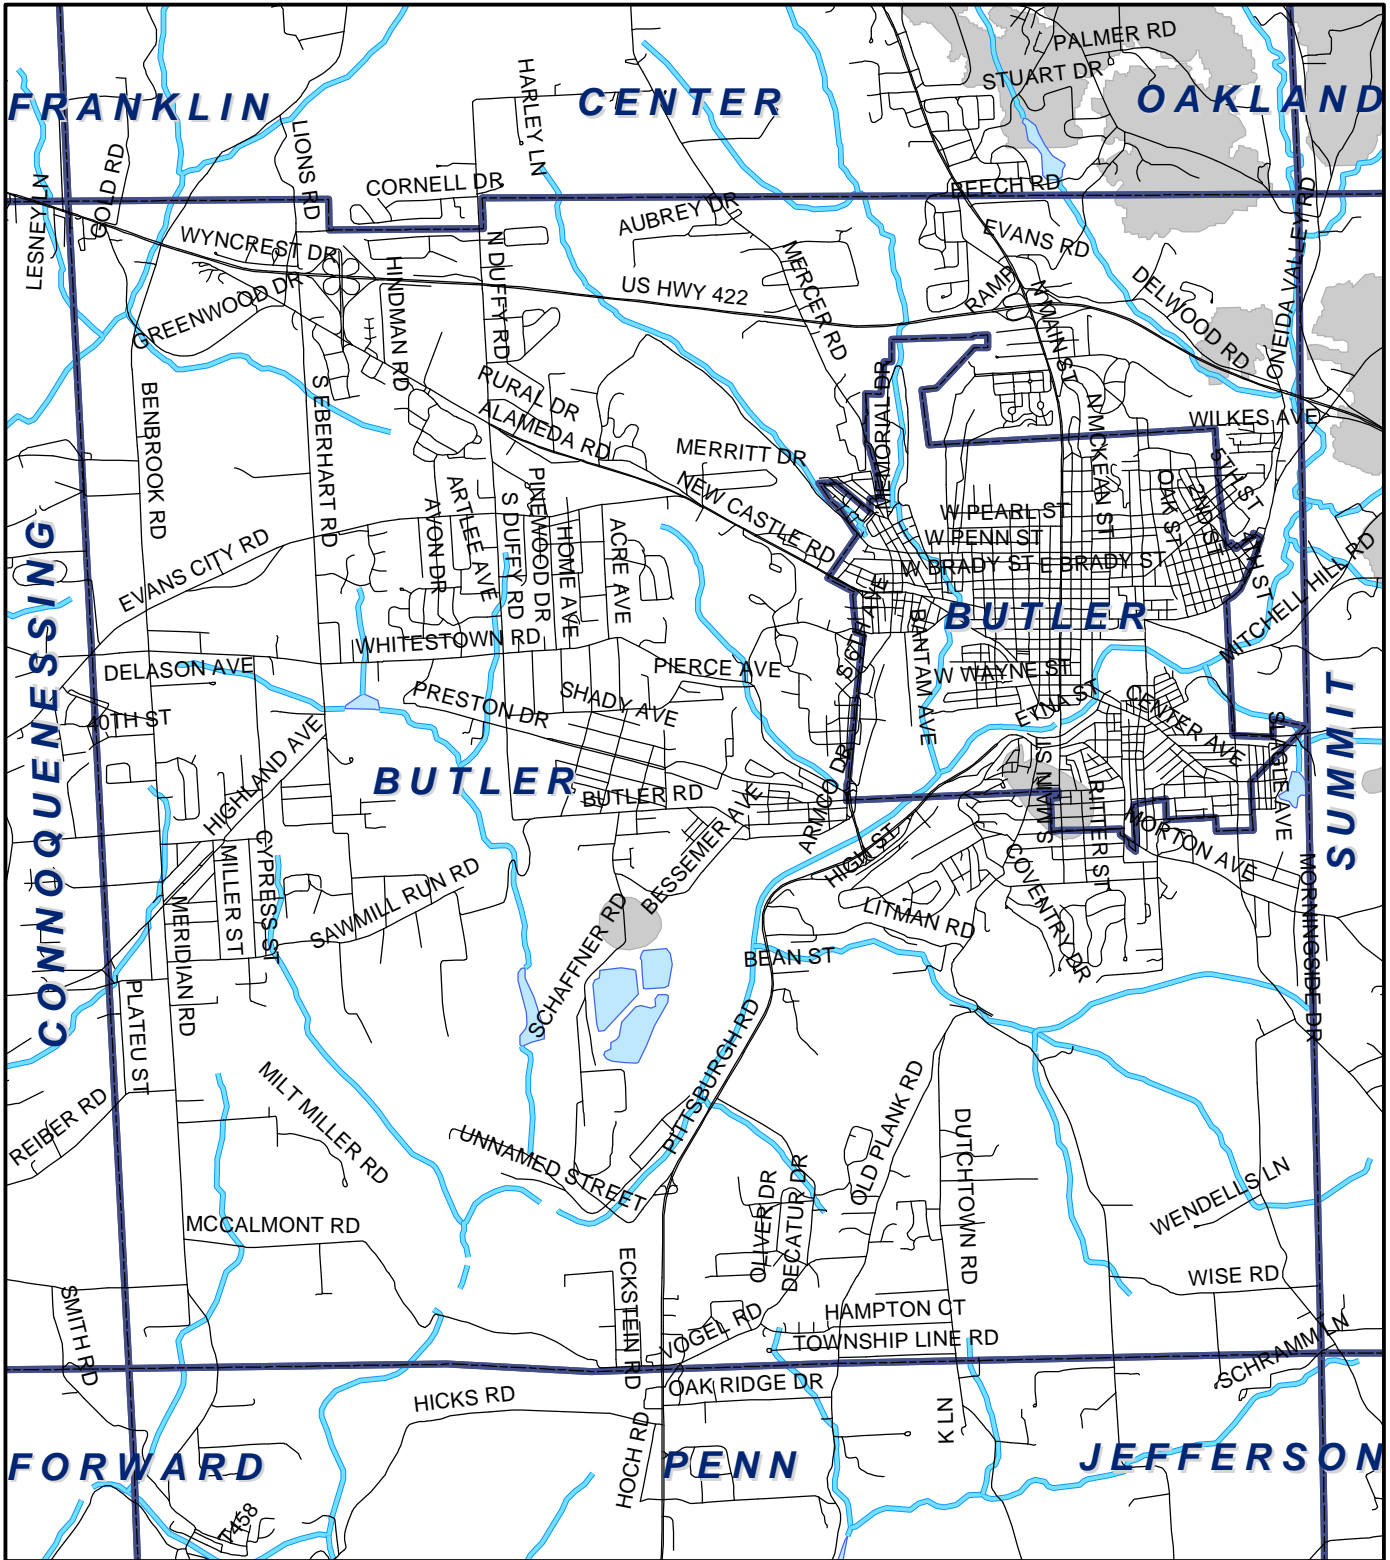 PALMER RD
STUART DR
FRANKLIN
CENTER
OAKLAND
HARLEY LN
LIONS RD
GOLD RD
LESNEY LN
CORNELL DR
BEECH RD
AUBREY DR
EVANS RD
ONEIDA VALLEY RD
WYNCREST DR
N DUFFY RD
MERCER RD
HINDMAN RD
US HWY 422
RAMP
DELWOOD RD
GREENWOOD DR
N MAIN ST
RURAL DR
MEMORIAL DR
BENBROOK RD
S EBERHART RD
ALAMEDA RD
N MCKEAN ST
WILKES AVE
MERRITT DR
5TH ST
OAK ST
2ND CT
NEW CASTLE RD
PINEWOOD DR
ARTLEE AVE
AVON DR
S DUFFY RD
HOME AVE
ACRE AVE
W PEARL ST
W PENN ST
W BRADY ST
E BRADY ST
EVANS CITY RD
MITCHELL HILL RD
CONNOQUENESSING
BUTLER
S 6TH AVE
BANTAM AVE
WHITESTOWN RD
DELASON AVE
PIERCE AVE
W WAYNE ST
PRESTON DR
SHADY AVE
ETNA ST
CENTER AVE
40TH ST
HIGHLAND AVE
SUMMIT
BUTLER
BUTLER RD
ARMCO DR
BESSEMER AVE
RITTER ST
MORTON AVE
HIGH ST
COVENTRY DR
CYPRESS ST
MILLER ST
MERIDIAN RD
SAWMILL RUN RD
SCHAFFNER RD
LITMAN RD
BEAN ST
MORNINGSIDE DR
PLATEU ST
PITTSBURGH RD
MILT MILLER RD
OLD PLANK RD
REIBER RD
DUTCHTOWN RD
UNNAMED STREET
OLIVER DR
DECATUR DR
WENDELLS LN
MCCALMONT RD
ECKSTEIN RD
WISE RD
SMITH RD
HAMPTON CT
VOGEL RD
TOWNSHIP LINE RD
SCHRAMM LN
OAK RIDGE DR
HICKS RD
K LN
HOCH RD
FORWARD
PENN
JEFFERSON
T458